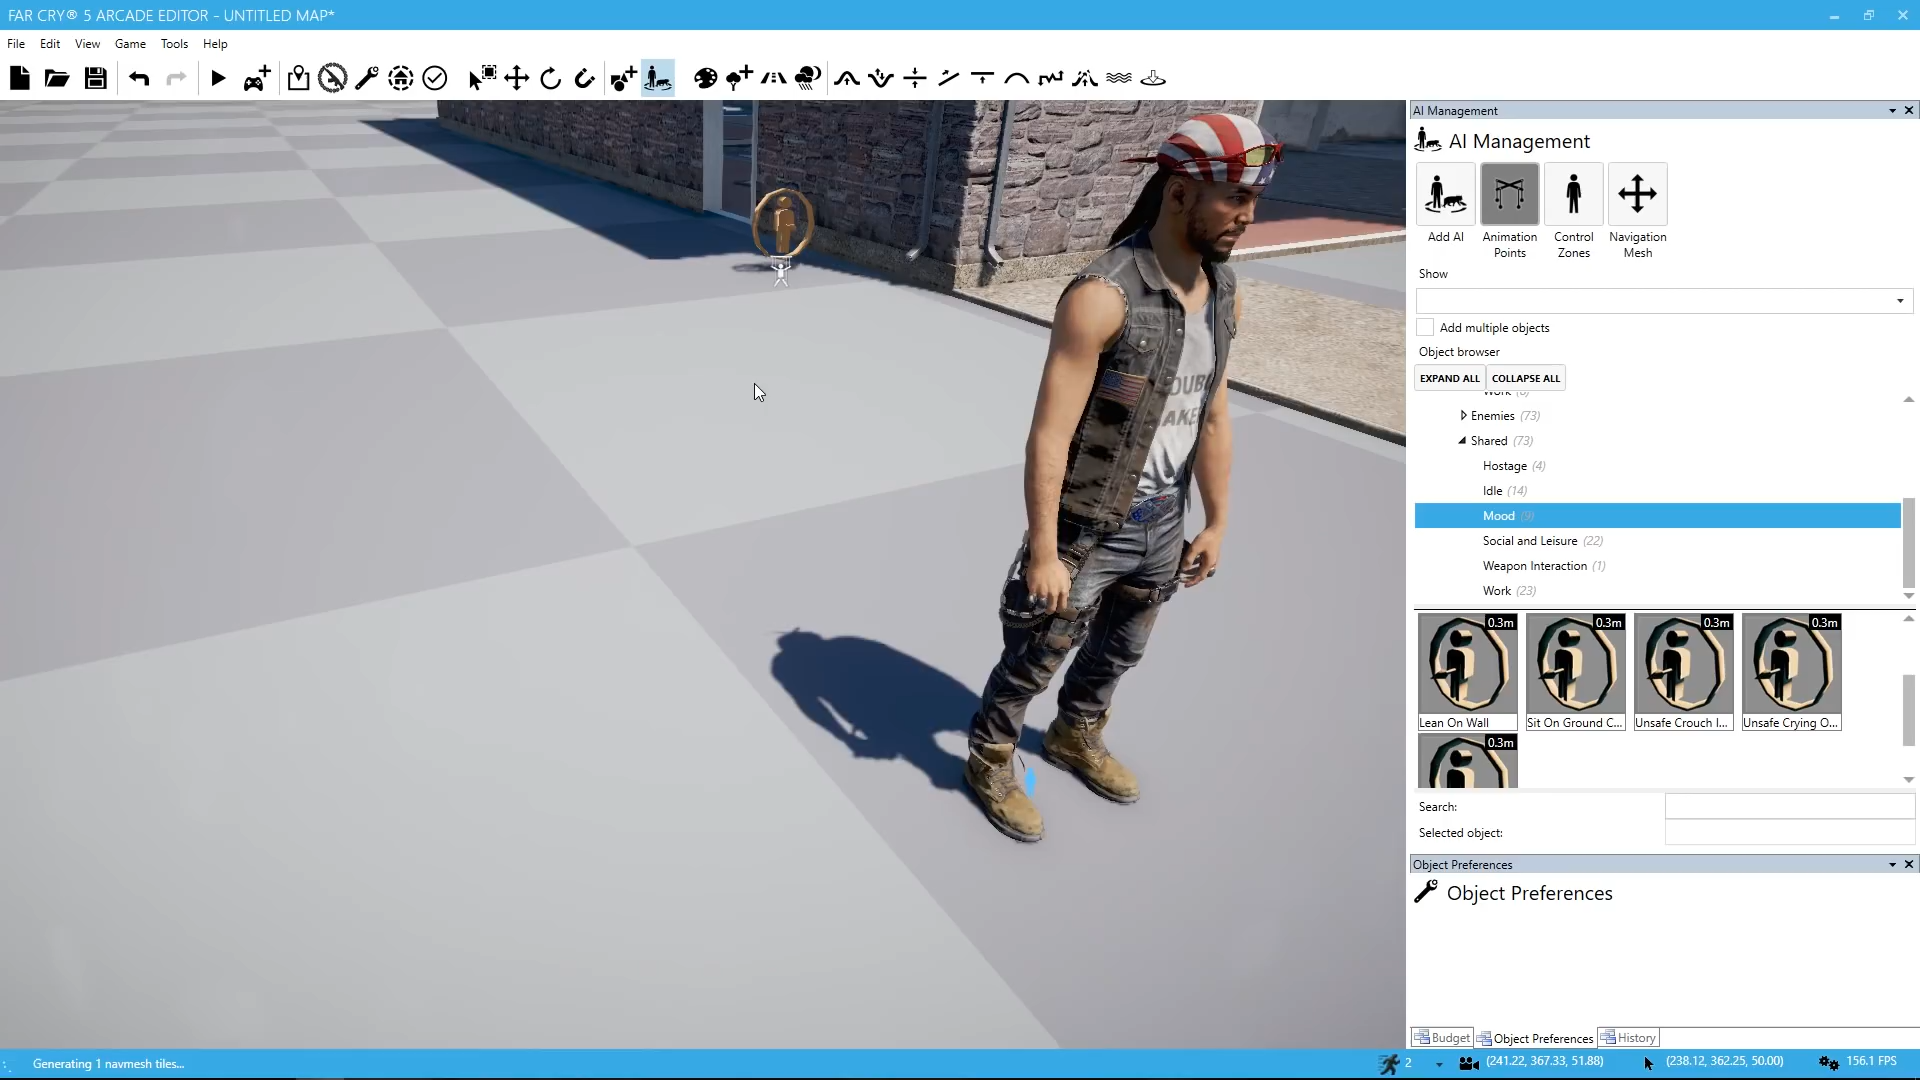 FAR CRY® 5 ARCADE EDITOR - UNTITLED MAP*
File Edit View Game Tools Help
AI Management
AI Management
Add AI Animation Points Control Zones Navigation Mesh
Show
Add multiple objects
Object browser
EXPAND ALL COLLAPSE ALL
Work (6)
Enemies (73)
Shared (73)
Hostage (4)
Idle (14)
Mood (9)
Social and Leisure (22)
Weapon Interaction (1)
Work (23)
0.3m 0.3m 0.3m 0.3m
Lean On Wall Sit On Ground C... Unsafe Crouch I... Unsafe Crying O...
0.3m
Search:
Selected object:
Object Preferences
Object Preferences
Budget Object Preferences History
Generating 1 navmesh tiles... 2 (241.22, 367.33, 51.88) (238.12, 362.25, 50.00) 156.1 FPS